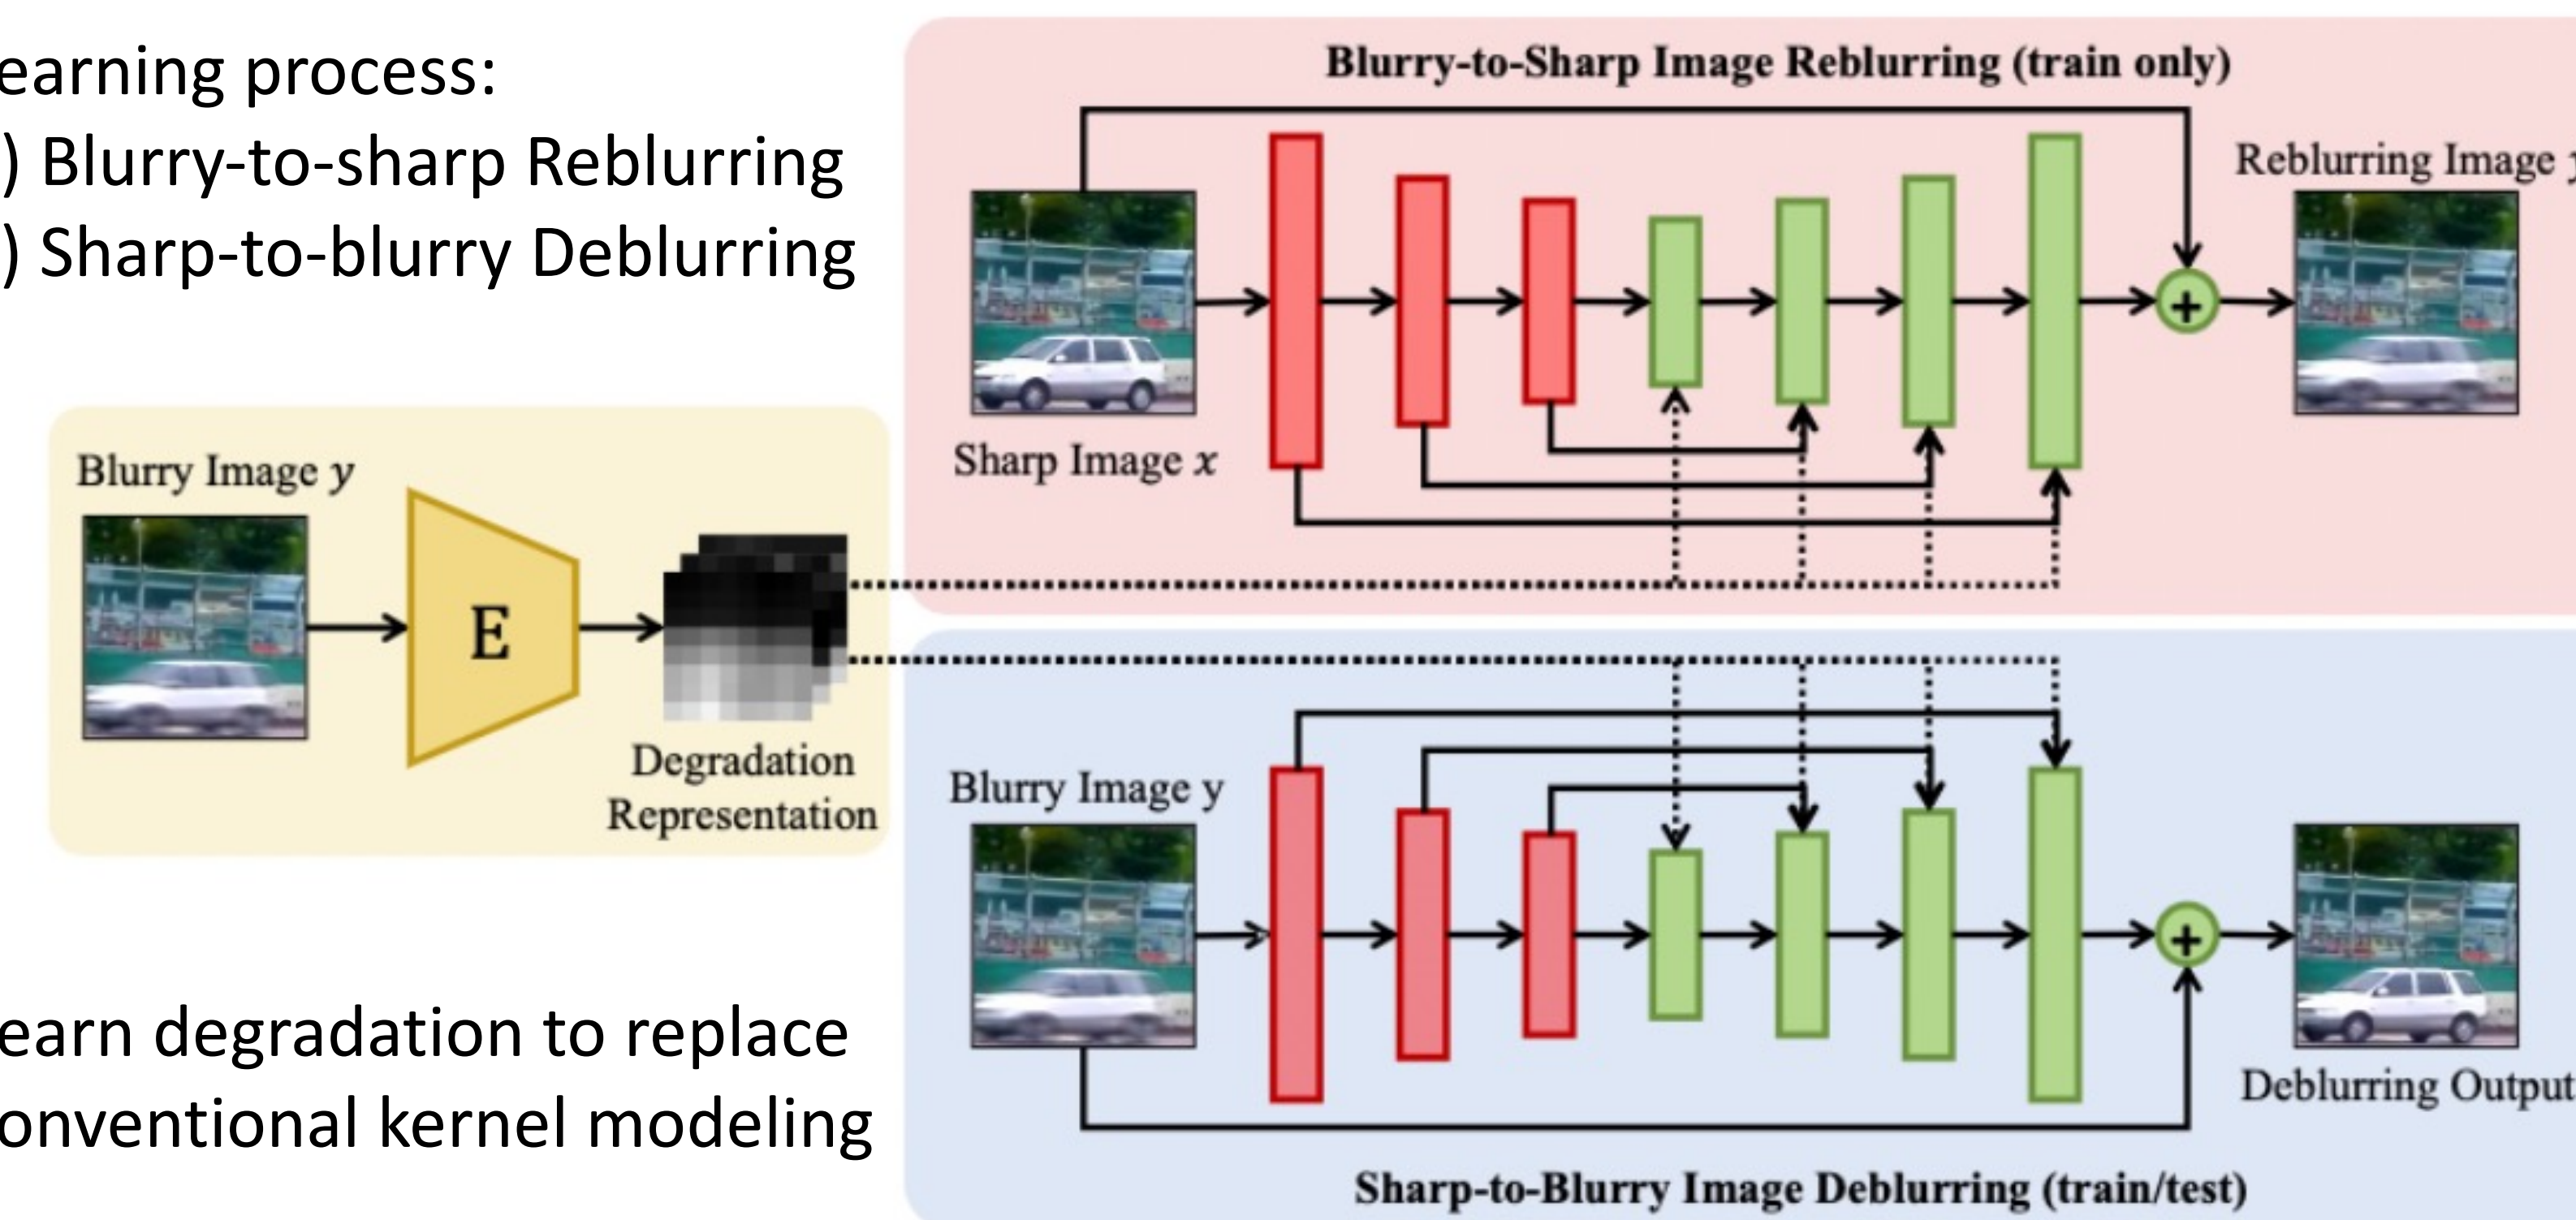 earning process:
) Blurry-to-sharp Reblurring
) Sharp-to-blurry Deblurring
Blurry Image y
E
Degradation
Representation
earn degradation to replace
onventional kernel modeling
Blurry-to-Sharp Image Reblurring (train only)
Sharp Image x
+
Reblurring Image
Blurry Image y
+
Deblurring Output
Sharp-to-Blurry Image Deblurring (train/test)